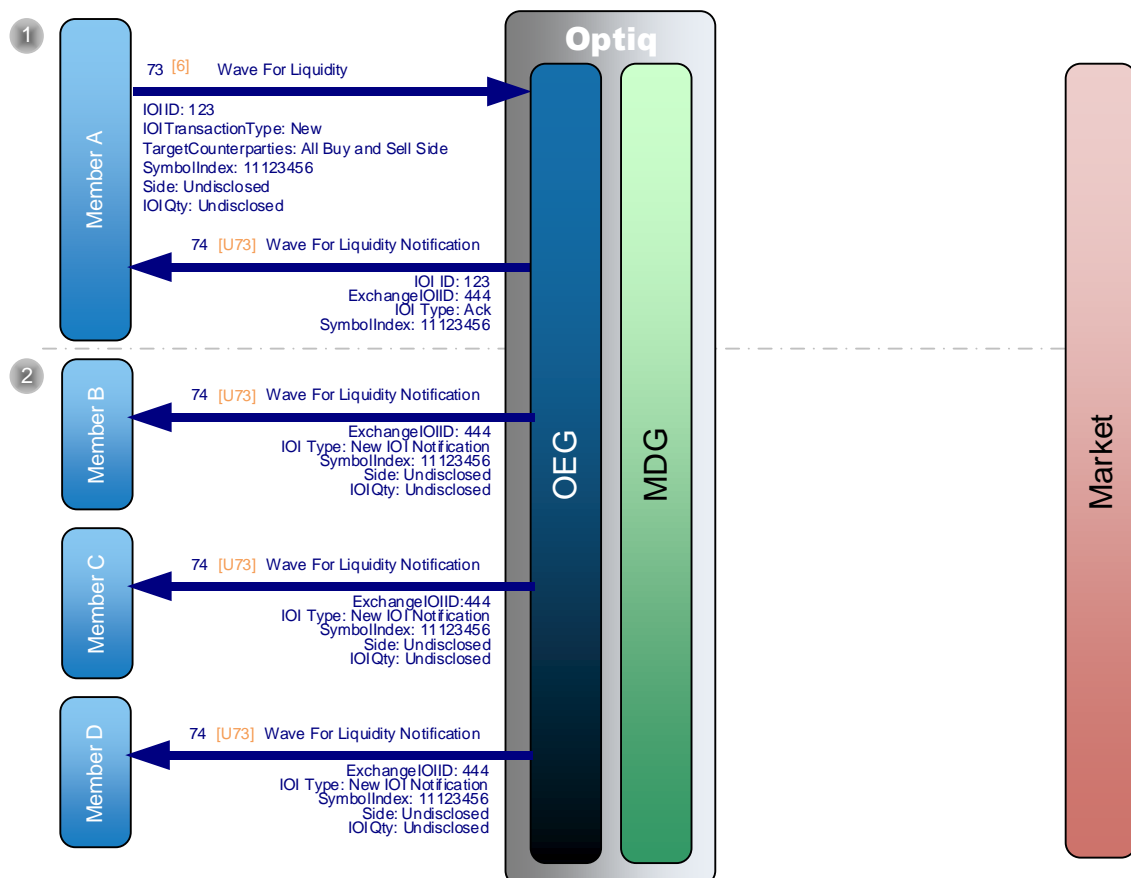 1
Optiq
Member A
73 [6] Wave For Liquidity
IOIID: 123
IOITransactionType: New
TargetCounterparties: All Buy and Sell Side
SymbolIndex: 11123456
Side: Undisclosed
IOIQty: Undisclosed
74 [U73] Wave For Liquidity Notification
IOI ID: 123
ExchangeIOIID: 444
IOI Type: Ack
SymbolIndex: 11123456
2
Member B
74 [U73] Wave For Liquidity Notification
ExchangeIOIID: 444
IOI Type: New IOI Notification
SymbolIndex: 11123456
Side: Undisclosed
IOIQty: Undisclosed
OEG
MDG
Market
Member C
74 [U73] Wave For Liquidity Notification
ExchangeIOIID:444
IOI Type: New IOI Notification
SymbolIndex: 11123456
Side: Undisclosed
IOIQty: Undisclosed
Member D
74 [U73] Wave For Liquidity Notification
ExchangeIOIID: 444
IOI Type: New IOI Notification
SymbolIndex: 11123456
Side: Undisclosed
IOIQty: Undisclosed